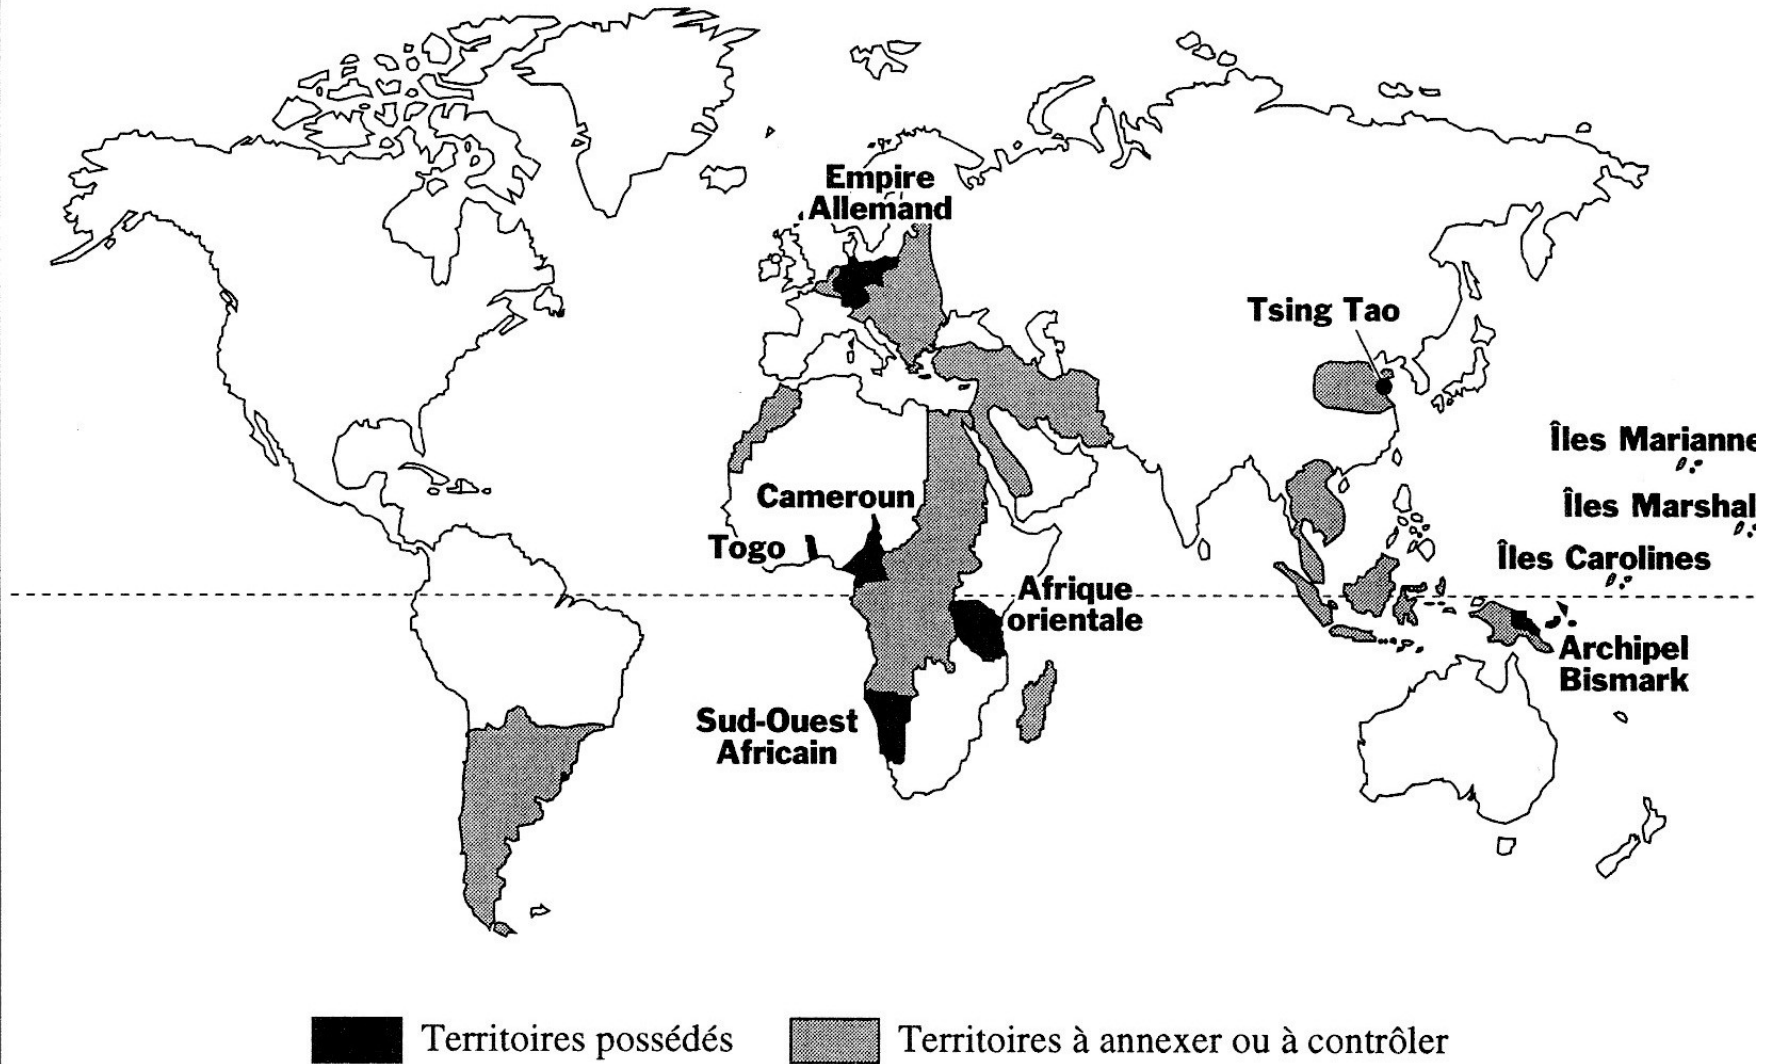 Empire
Allemand
Tsing Tao
Îles Marianne
Îles Marshal
Îles Carolines
Cameroun
Togo
Afrique
orientale
Archipel
Bismark
Sud-Ouest
Africain
Territoires possédés
Territoires à annexer ou à contrôler